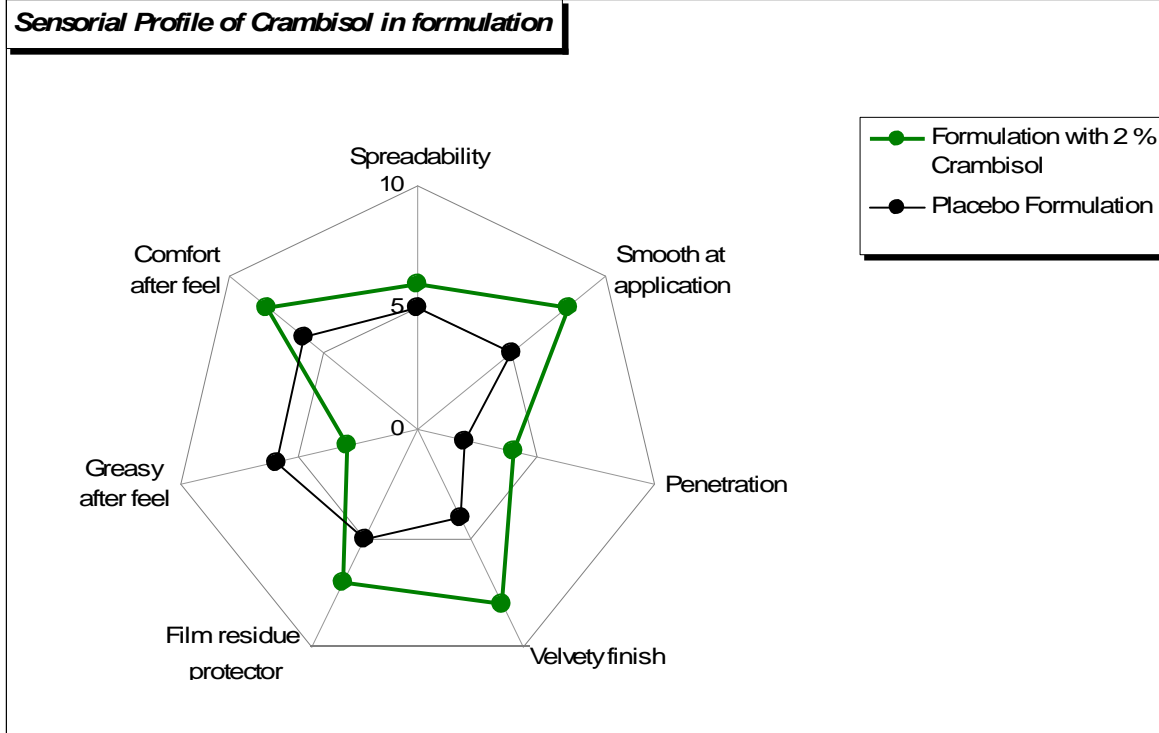 Sensorial Profile of Crambisol in formulation
Formulation with 2 %
Crambisol
Placebo Formulation
Spreadability
10
5
0
Smooth at
application
Penetration
Velvety finish
Film residue
protector
Greasy
after feel
Comfort
after feel